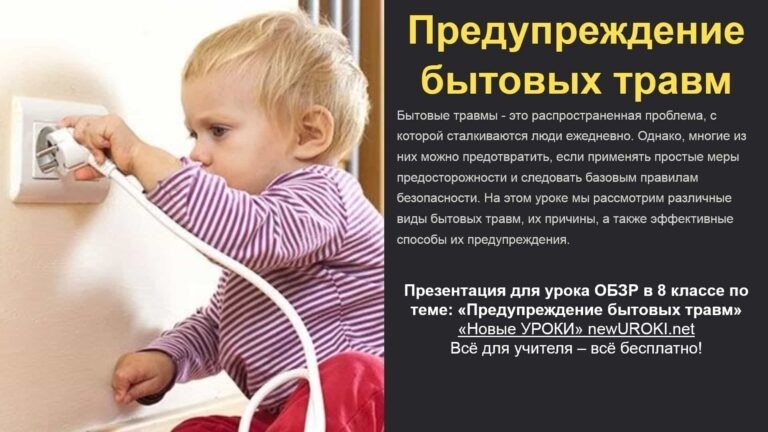 Предупреждение
бытовых травм
Бытовые травмы - это распространенная проблема, с
которой сталкиваются люди ежедневно. Однако, многие из
них можно предотвратить, если применять простые меры
предосторожности и следовать базовым правилам
безопасности. На этом уроке мы рассмотрим различные
виды бытовых травм, их причины, а также эффективные
способы их предупреждения.
Презентация для урока ОБЗР в 8 классе по
теме: «Предупреждение бытовых травм»
«Новые УРОКИ» newUROKI.net
Всё для учителя – всё бесплатно!